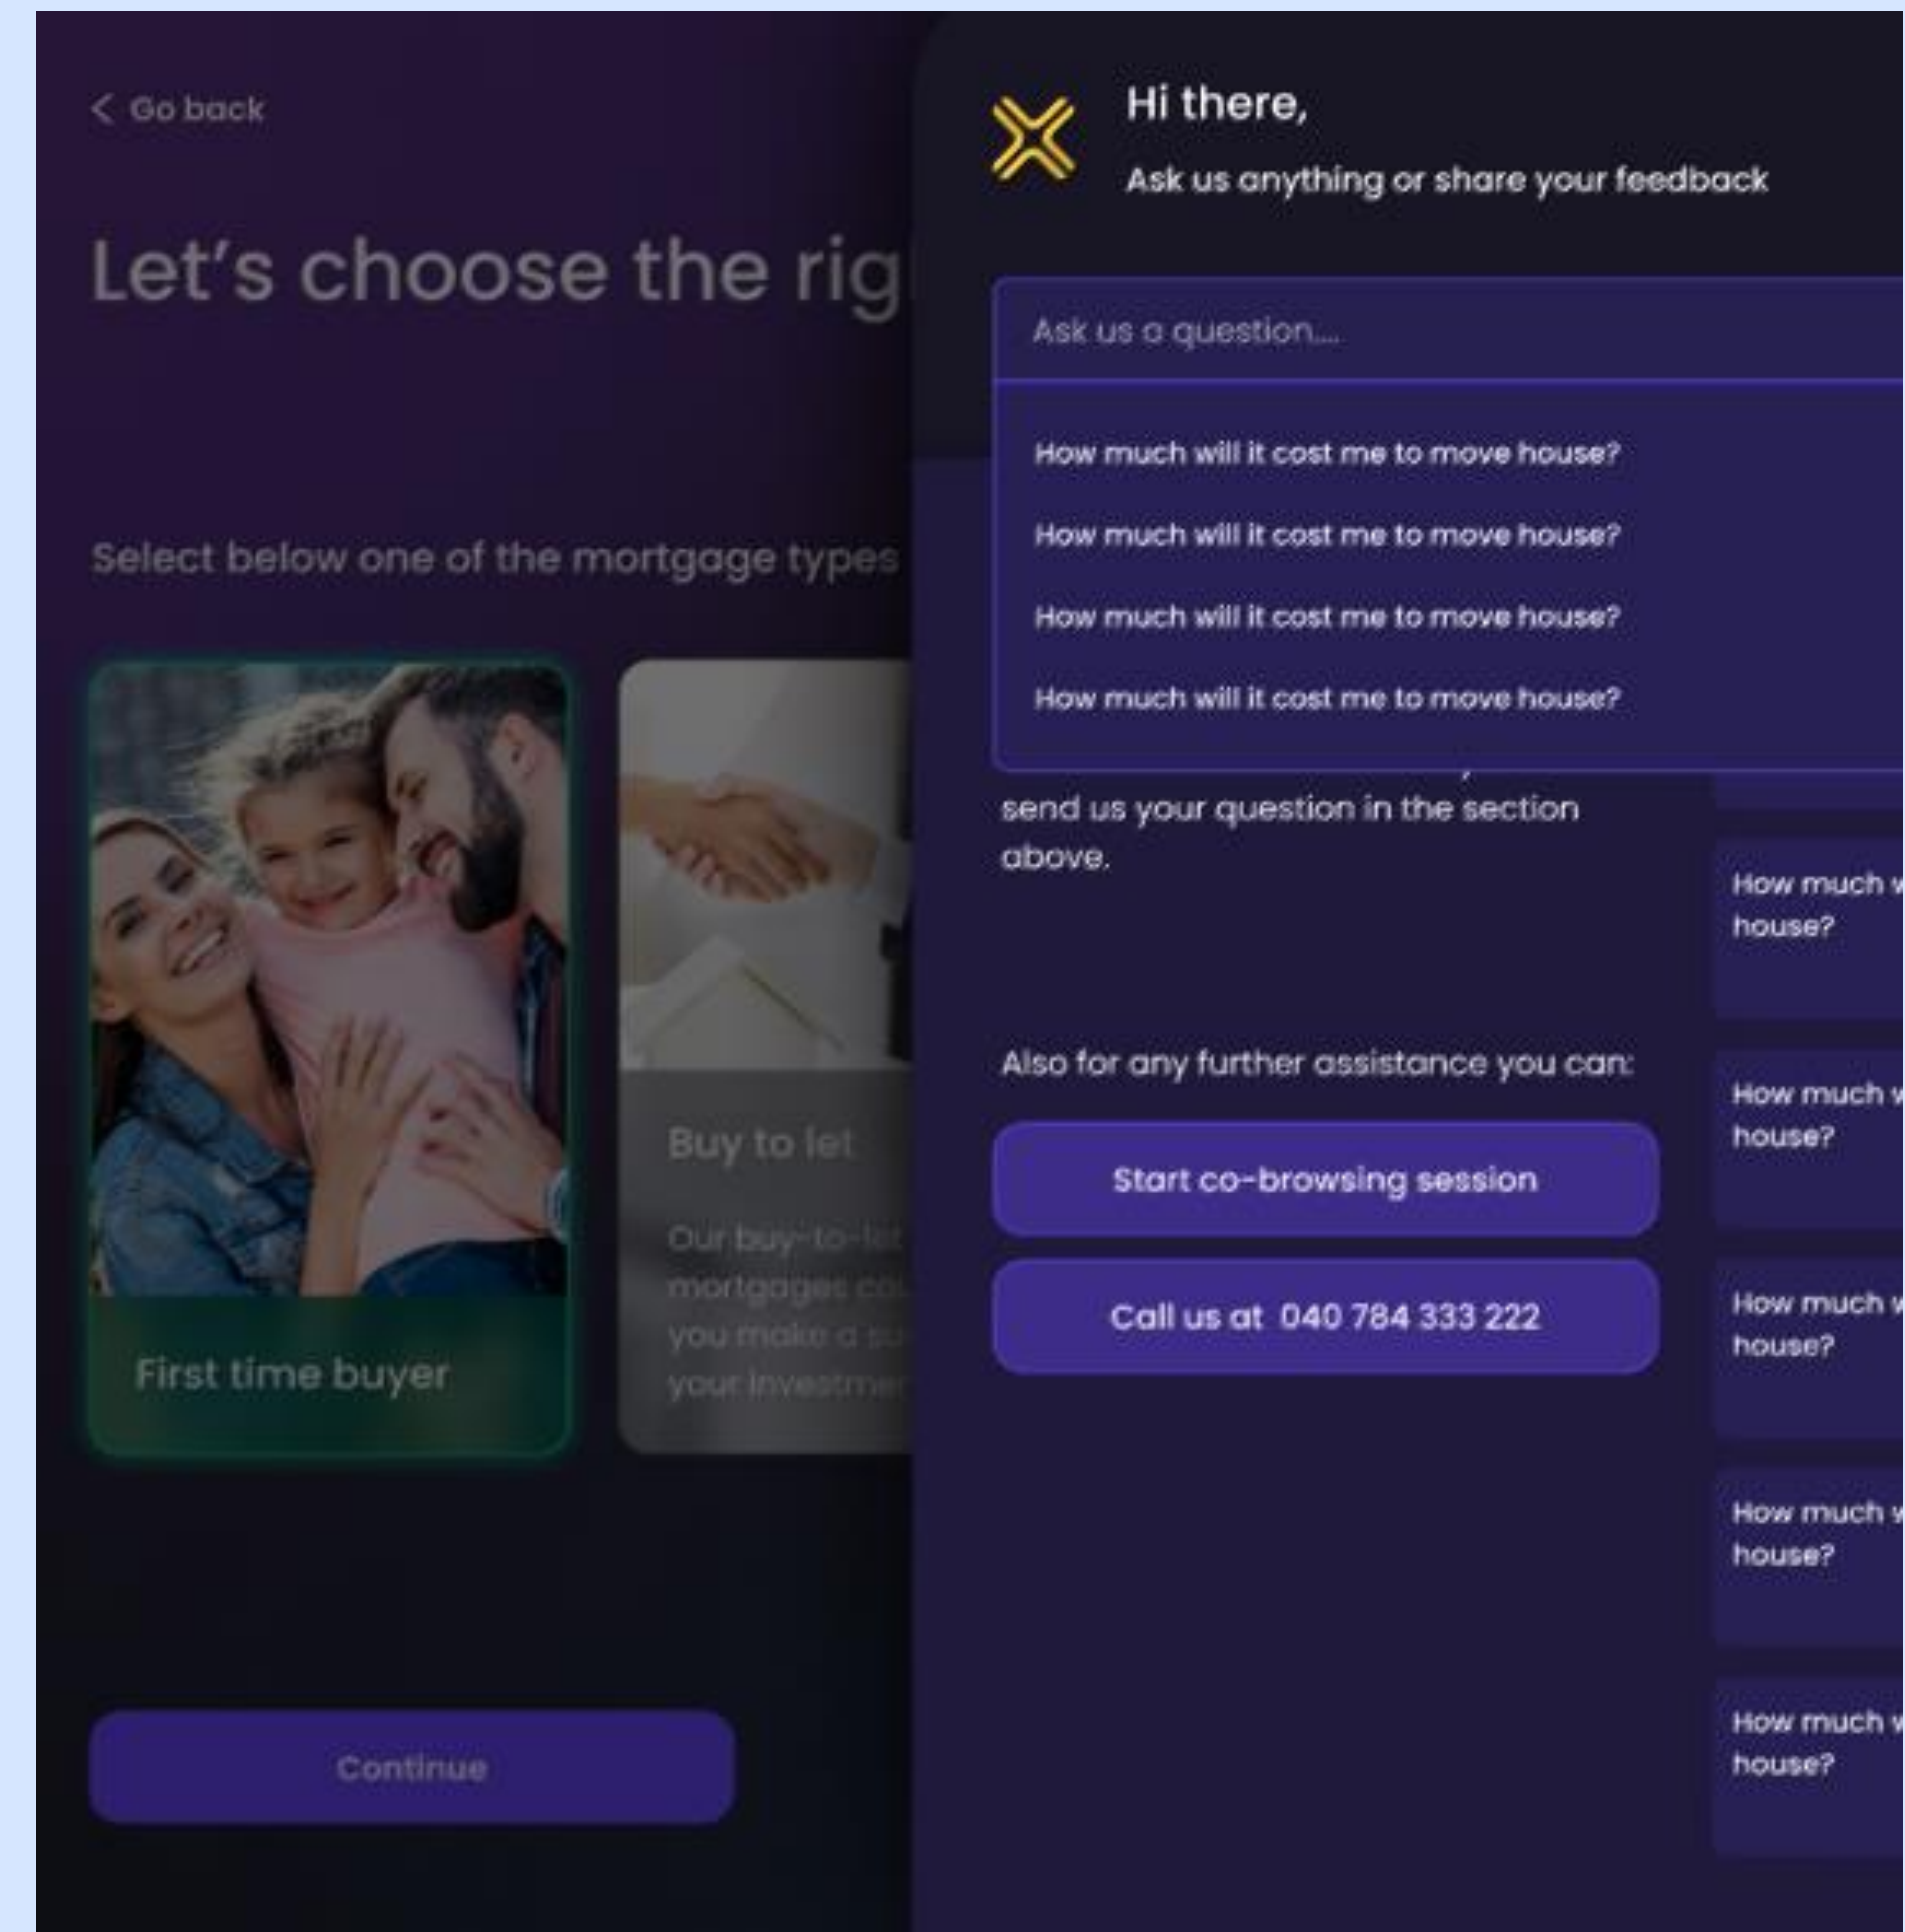 Go back
Let's choose the
Select below one of the mortgage types
First time buyer
Buy to let
Our buy-to-let
mortgages
you make a
your
Continue
Hi there,
Ask us anything or share your feedback
Ask us a question....
How much will it cost me to move house?
How much will it cost me to move house?
How much will it cost me to move house?
How much will it cost me to move house?
send us your question in the section
above.
Also for any further assistance you can:
Start co-browsing session
Call us at 040 784 333 222
How much
house?
How much
house?
How much
house?
How much
house?
How much
house?